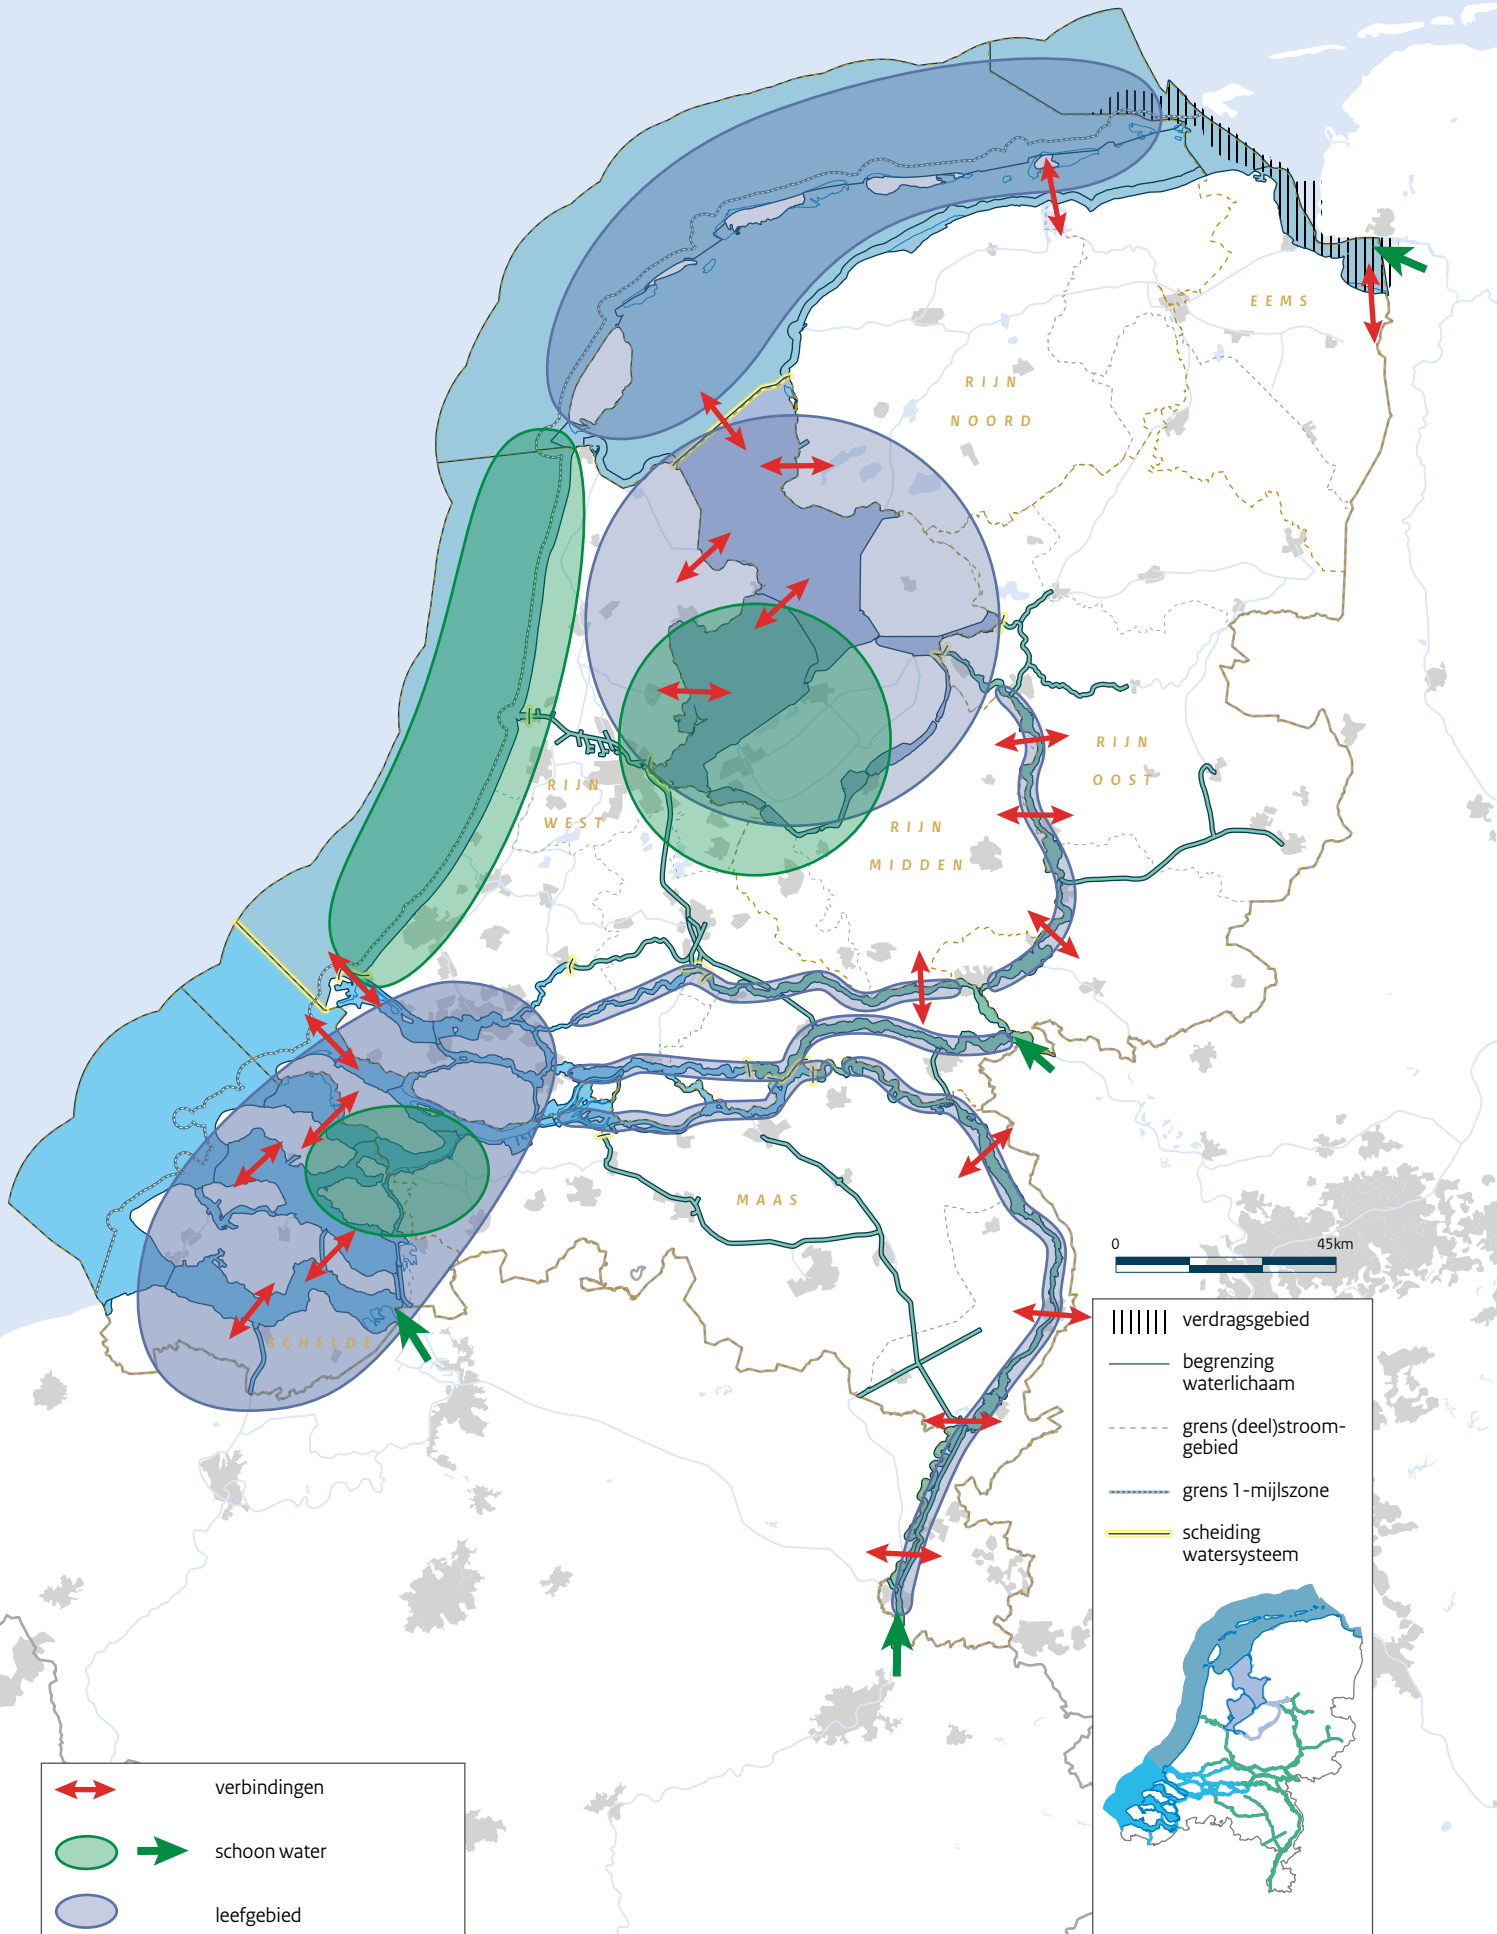 EEMS
RIJN
NOORD
RIJN
OOST
RIJN
WEST
RIJN
MIDDEN
MAAS
SCHELDE
0 45km
verdragsgebied
begrenzing
waterlichaam
grens (deel)stroom-
gebied
grens 1-mijlszone
scheiding
watersysteem
verbindingen
schoon water
leefgebied